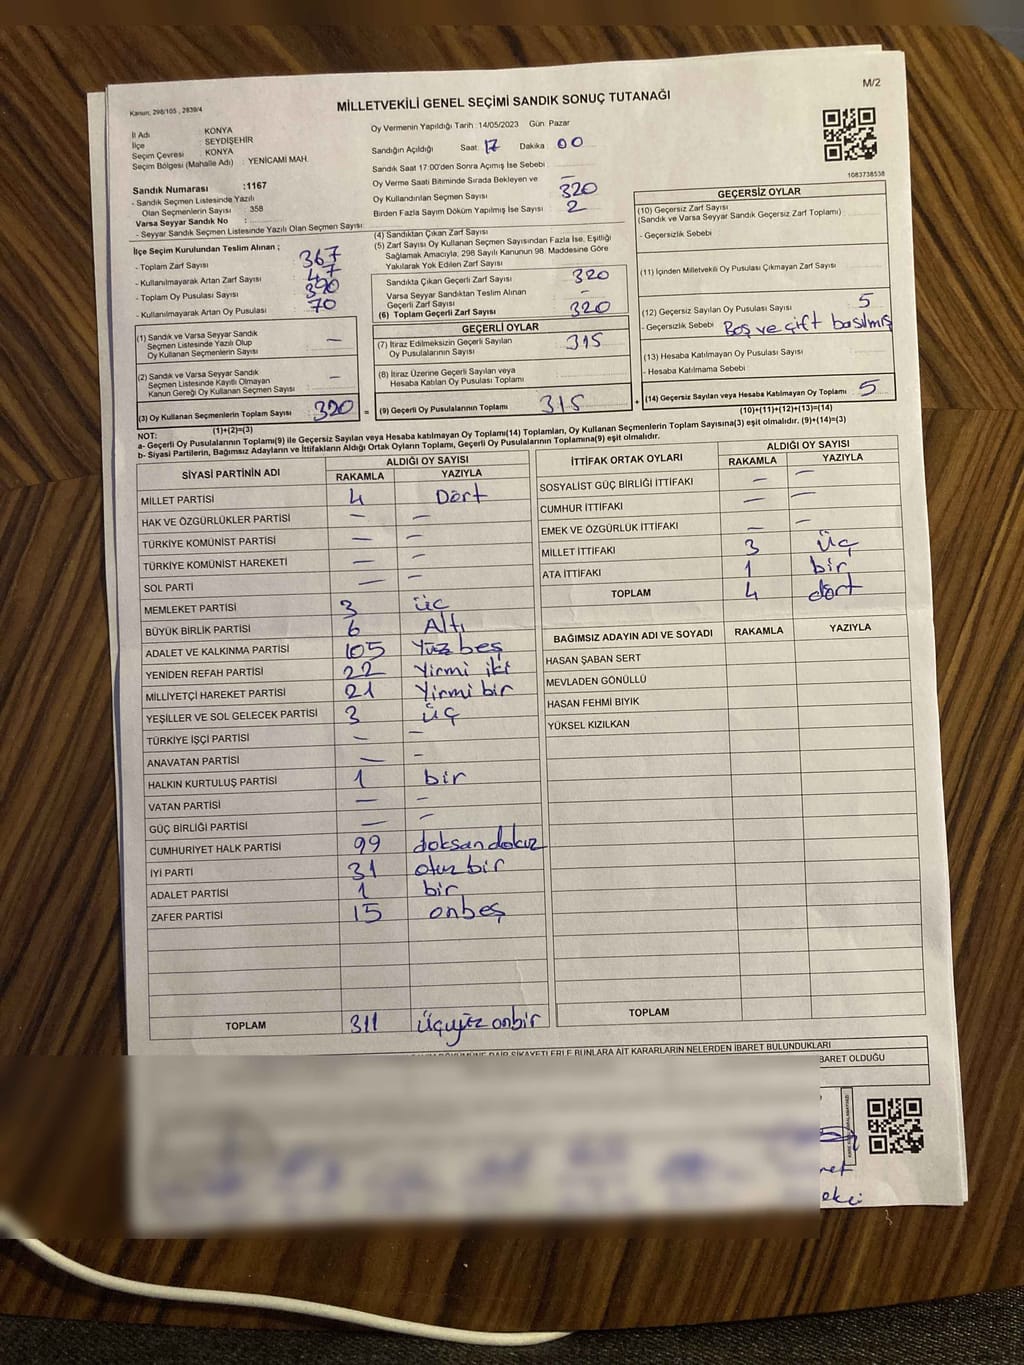 Kanun: 298/105 , 2839/4
M/2
MİLLETVEKİLİ GENEL SEÇİMİ SANDIK SONUÇ TUTANAĞI
İl Adı KONYA
İlçe SEYDİŞEHİR
Seçim Çevresi KONYA
Seçim Bölgesi (Mahalle Adı) : YENİCAMİ MAH.
Sandık Numarası :1167
- Sandık Seçmen Listesinde Yazılı
Olan Seçmenlerin Sayısı : 358
Varsa Seyyar Sandık No :
- Seyyar Sandık Seçmen Listesinde Yazılı Olan Seçmen Sayısı:
Oy Vermenin Yapıldığı Tarih :14/05/2023 Gün Pazar
Sandığın Açıldığı Saat 17 Dakika 00
Sandık Saat 17:00'den Sonra Açımış İse Sebebi :
Oy Verme Saati Bitiminde Sırada Bekleyen ve —
Oy Kullandırılan Seçmen Sayısı 320
Birden Fazla Sayım Döküm Yapılmış İse Sayısı : 2
1083738538
İlçe Seçim Kurulundan Teslim Alınan ;
- Toplam Zarf Sayısı 367
- Kullanılmayarak Artan Zarf Sayısı : 47
- Toplam Oy Pusulası Sayısı 390
- Kullanılmayarak Artan Oy Pusulası : 70
(1) Sandık ve Varsa Seyyar Sandık
Seçmen Listesinde Yazılı Olup
Oy Kullanan Seçmenlerin Sayısı —
(2) Sandık ve Varsa Seyyar Sandık
Seçmen Listesinde Kayıtlı Olmayan
Kanun Gereği Oy Kullanan Seçmen Sayısı : —
(3) Oy Kullanan Seçmenlerin Toplam Sayısı : 320 =
(1)+(2)=(3)
(4) Sandıktan Çıkan Zarf Sayısı
(5) Zarf Sayısı Oy Kullanan Seçmen Sayısından Fazla İse, Eşitliği
Sağlamak Amacıyla, 298 Sayılı Kanunun 98. Maddesine Göre
Yakılarak Yok Edilen Zarf Sayısı
Sandıkta Çıkan Geçerli Zarf Sayısı : 320
Varsa Seyyar Sandıktan Teslim Alınan
Geçerli Zarf Sayısı : —
(6) Toplam Geçerli Zarf Sayısı : 320
GEÇERLİ OYLAR
(7) İtiraz Edilmeksizin Geçerli Sayılan
Oy Pusulalarının Sayısı : 315
(8) İtiraz Üzerine Geçerli Sayılan veya
Hesaba Katılan Oy Pusulası Toplamı :
(9) Geçerli Oy Pusulalarının Toplamı : 315 +
GEÇERSİZ OYLAR
(10) Geçersiz Zarf Sayısı
(Sandık ve Varsa Seyyar Sandık Geçersiz Zarf Toplamı) :
- Geçersizlik Sebebi
(11) İçinden Milletvekili Oy Pusulası Çıkmayan Zarf Sayısı :
(12) Geçersiz Sayılan Oy Pusulası Sayısı : 5
- Geçersizlik Sebebi : Boş ve çift basılmış
(13) Hesaba Katılmayan Oy Pusulası Sayısı :
- Hesaba Katılmama Sebebi
(14) Geçersiz Sayılan veya Hesaba Katılmayan Oy Toplamı : 5
(10)+(11)+(12)+(13)=(14)
NOT:
a- Geçerli Oy Pusulaları Toplamı(9) ile Geçersiz Sayılan veya Hesaba katılmayan Oy Toplamı(14) Toplamları, Oy Kullanan Seçmenlerin Toplam Sayısına(3) eşit olmalıdır. (9)+(14)=(3)
b- Siyasi Partilerin, Bağımsız Adayların ve İttifakların Aldığı Ortak Oyların Toplamı, Geçerli Oy Pusulalarının Toplamına(9) eşit olmalıdır.
SİYASİ PARTİNİN ADI ALDIĞI OY SAYISI
RAKAMLA YAZIYLA
MİLLET PARTİSİ 4 Dört
HAK VE ÖZGÜRLÜKLER PARTİSİ — —
TÜRKİYE KOMÜNİST PARTİSİ — —
TÜRKİYE KOMÜNİST HAREKETİ — —
SOL PARTİ — —
MEMLEKET PARTİSİ 3 üç
BÜYÜK BİRLİK PARTİSİ 6 Altı
ADALET VE KALKINMA PARTİSİ 105 Yüz beş
YENİDEN REFAH PARTİSİ 22 Yirmi iki
MİLLİYETÇİ HAREKET PARTİSİ 21 Yirmi bir
YEŞİLLER VE SOL GELECEK PARTİSİ 3 üç
TÜRKİYE İŞÇİ PARTİSİ — —
ANAVATAN PARTİSİ — —
HALKIN KURTULUŞ PARTİSİ 1 bir
VATAN PARTİSİ — —
GÜÇ BİRLİĞİ PARTİSİ — —
CUMHURİYET HALK PARTİSİ 99 doksan dokuz
İYİ PARTİ 31 otuz bir
ADALET PARTİSİ 1 bir
ZAFER PARTİSİ 15 onbeş
TOPLAM 311 Üçyüz onbir
İTTİFAK ORTAK OYLARI ALDIĞI OY SAYISI
RAKAMLA YAZIYLA
SOSYALİST GÜÇ BİRLİĞİ İTTİFAKI — —
CUMHUR İTTİFAKI — —
EMEK VE ÖZGÜRLÜK İTTİFAKI — —
MİLLET İTTİFAKI 3 üç
ATA İTTİFAKI 1 bir
TOPLAM 4 dört
BAĞIMSIZ ADAYIN ADI VE SOYADI RAKAMLA YAZIYLA
HASAN ŞABAN SERT
MEVLADEN GÖNÜLLÜ
HASAN FEHMİ BIYIK
YÜKSEL KIZILKAN
TOPLAM
DAİR ŞİKAYETLERLE BUNLARA AİT KARARLARIN NELERDEN İBARET BULUNDUKLARI
BARET OLDUĞU